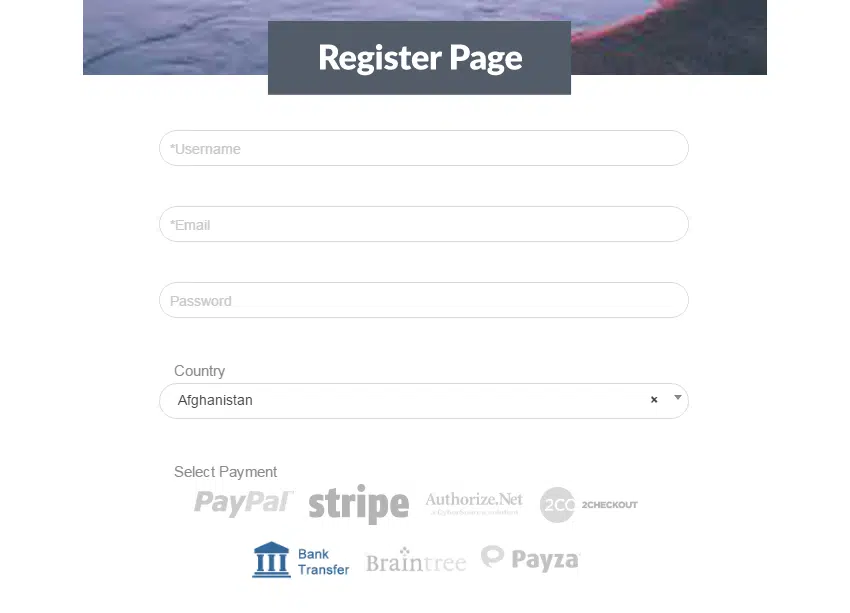 Register Page
*Username
*Email
Password
Country
Afghanistan ×
Select Payment
PayPal stripe Authorize.Net 2CO 2CHECKOUT
Bank
Transfer Braintree Payza